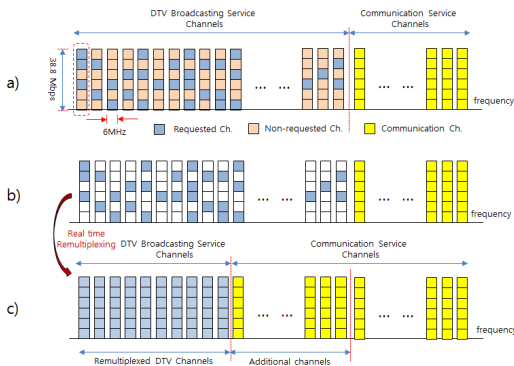 DTV Broadcasting Service
Channels
Communication Service
Channels
a)
38.8 Mbps
... ...
... ...
frequency
6MHz
Requested Ch.
Non-requested Ch.
Communication Ch.
b)
... ...
... ...
frequency
Real time
Remultiplexing
DTV Broadcasting Service
Channels
Communication Service
Channels
c)
... ...
... ...
frequency
Remultiplexed DTV Channels
Additional channels